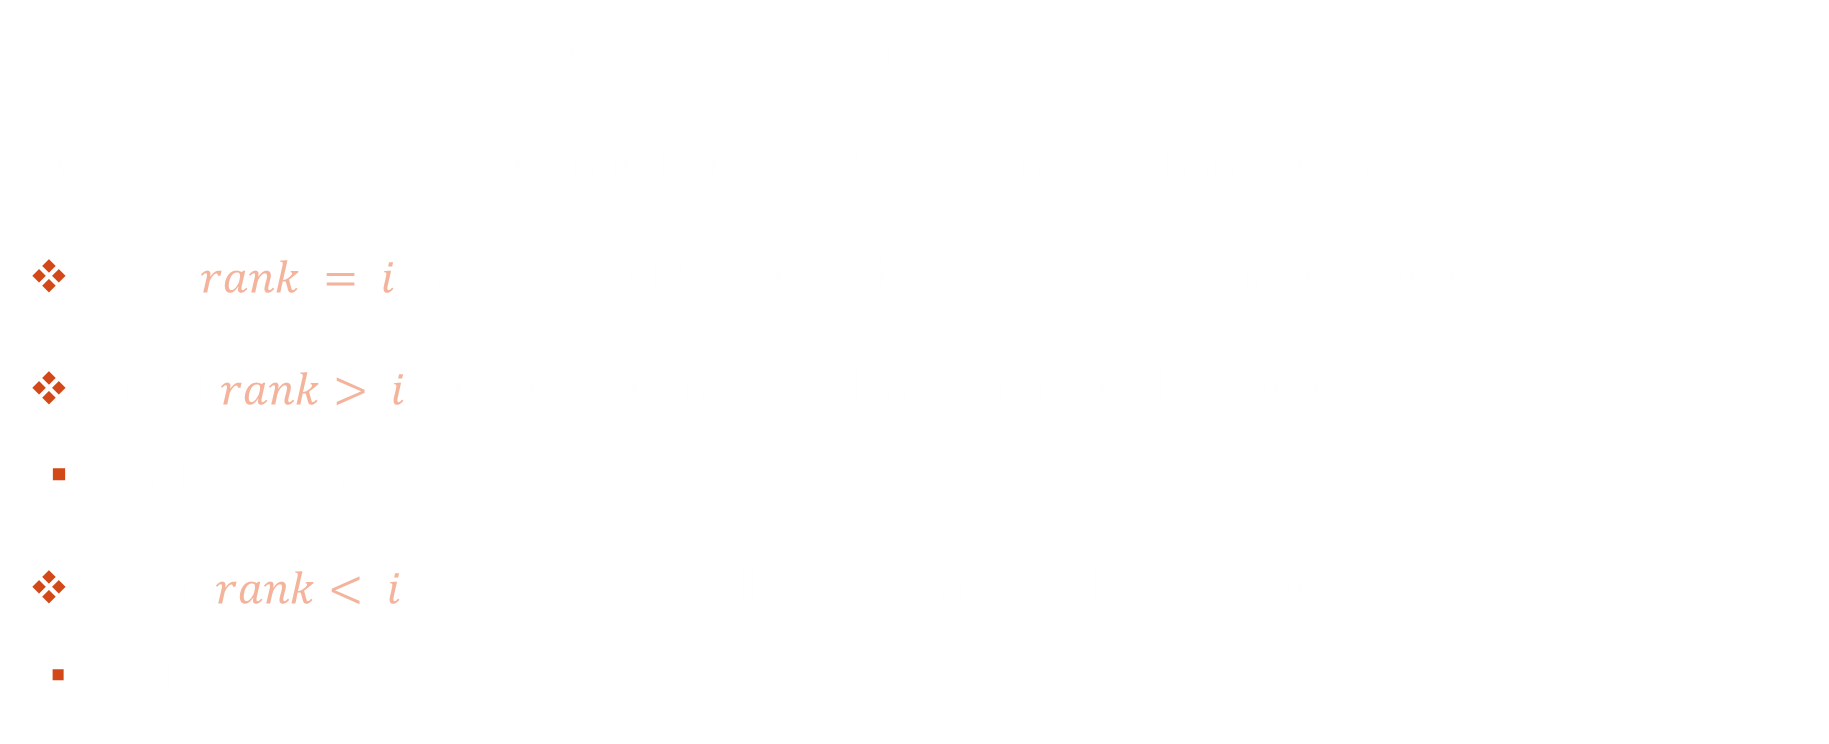 ❖ rank = i
❖ rank > i
▪
❖ rank < i
▪